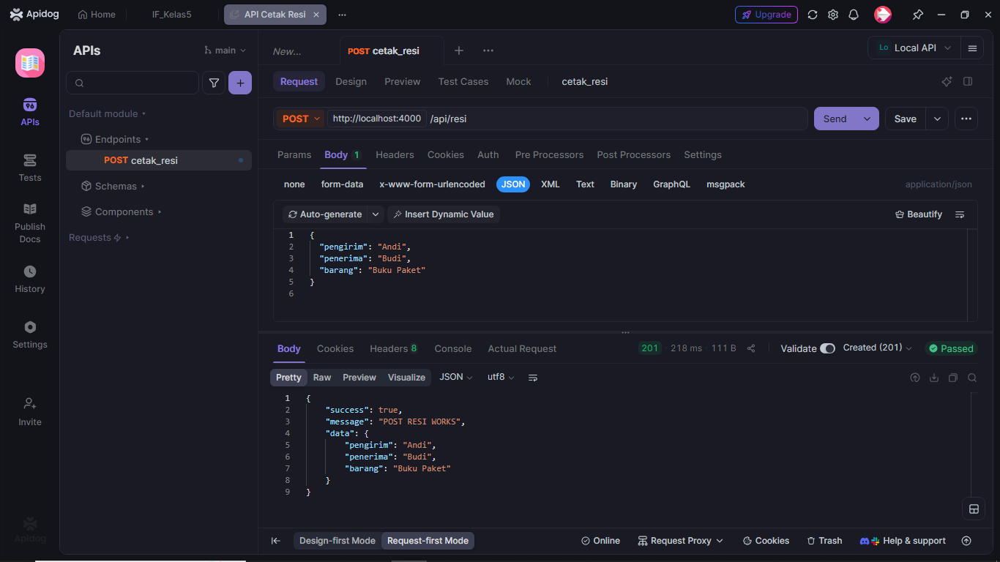 Apidog
Home
IF_Kelas5
API Cetak Resi
Upgrade
APIs
main
New...
POST cetak_resi
Lo Local API
Request Design Preview Test Cases Mock cetak_resi
APIs
Tests
Publish
Docs
History
Settings
Invite
Apidog
Default module
Endpoints
POST cetak_resi
Schemas
Components
Requests
POST http://localhost:4000 /api/resi Send Save
Params Body 1 Headers Cookies Auth Pre Processors Post Processors Settings
none form-data x-www-form-urlencoded JSON XML Text Binary GraphQL msgpack application/json
Auto-generate Insert Dynamic Value Beautify
1 {
2 "pengirim": "Andi",
3 "penerima": "Budi",
4 "barang": "Buku Paket"
5 }
6
Body Cookies Headers 8 Console Actual Request 201 · 218 ms · 111 B Validate Created (201) Passed
Pretty Raw Preview Visualize JSON utf8
1 {
2 "success": true,
3 "message": "POST RESI WORKS",
4 "data": {
5 "pengirim": "Andi",
6 "penerima": "Budi",
7 "barang": "Buku Paket"
8 }
9 }
Design-first Mode Request-first Mode Online Request Proxy Cookies Trash Help & support